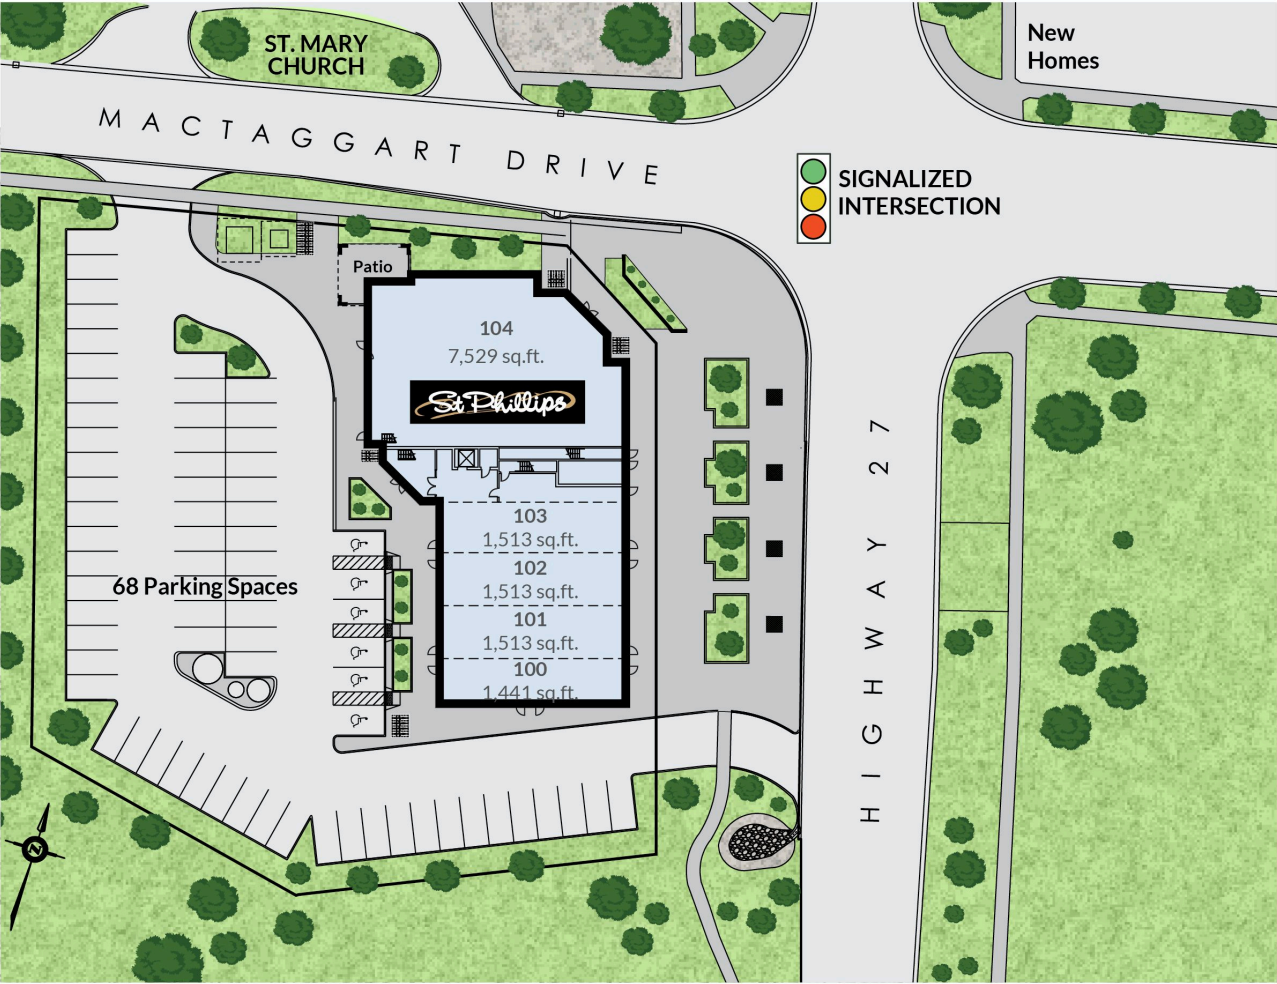 ST. MARY
CHURCH
New
Homes
MACTAGGART DRIVE
SIGNALIZED
INTERSECTION
Patio
104
7,529 sq.ft.
St Phillips
103
1,513 sq.ft.
102
1,513 sq.ft.
101
1,513 sq.ft.
100
1,441 sq.ft.
68 Parking Spaces
HIGHWAY 27
N